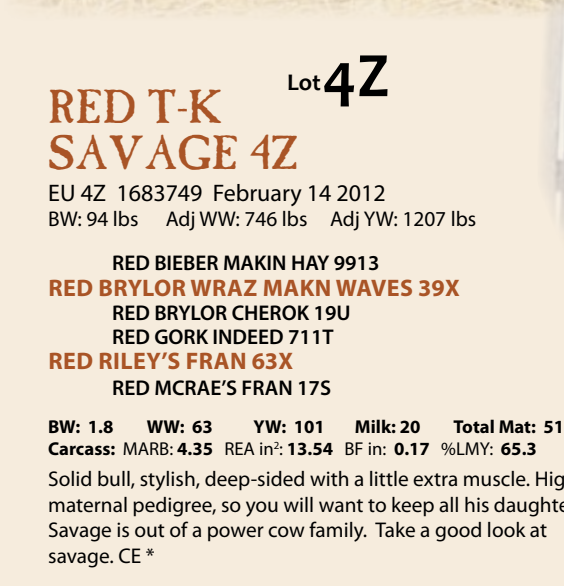 Lot 4Z
RED T-K
SAVAGE 4Z
EU 4Z 1683749 February 14 2012
BW: 94 lbs Adj WW: 746 lbs Adj YW: 1207 lbs
RED BIEBER MAKIN HAY 9913
RED BRYLOR WRAZ MAKN WAVES 39X
RED BRYLOR CHEROK 19U
RED GORK INDEED 711T
RED RILEY'S FRAN 63X
RED MCRAE'S FRAN 17S
BW: 1.8 WW: 63 YW: 101 Milk: 20 Total Mat: 51
Carcass: MARB: 4.35 REA in²: 13.54 BF in: 0.17 %LMY: 65.3
Solid bull, stylish, deep-sided with a little extra muscle.
maternal pedigree, so you will want to keep all his
Savage is out of a power cow family. Take a good look at
savage. CE *